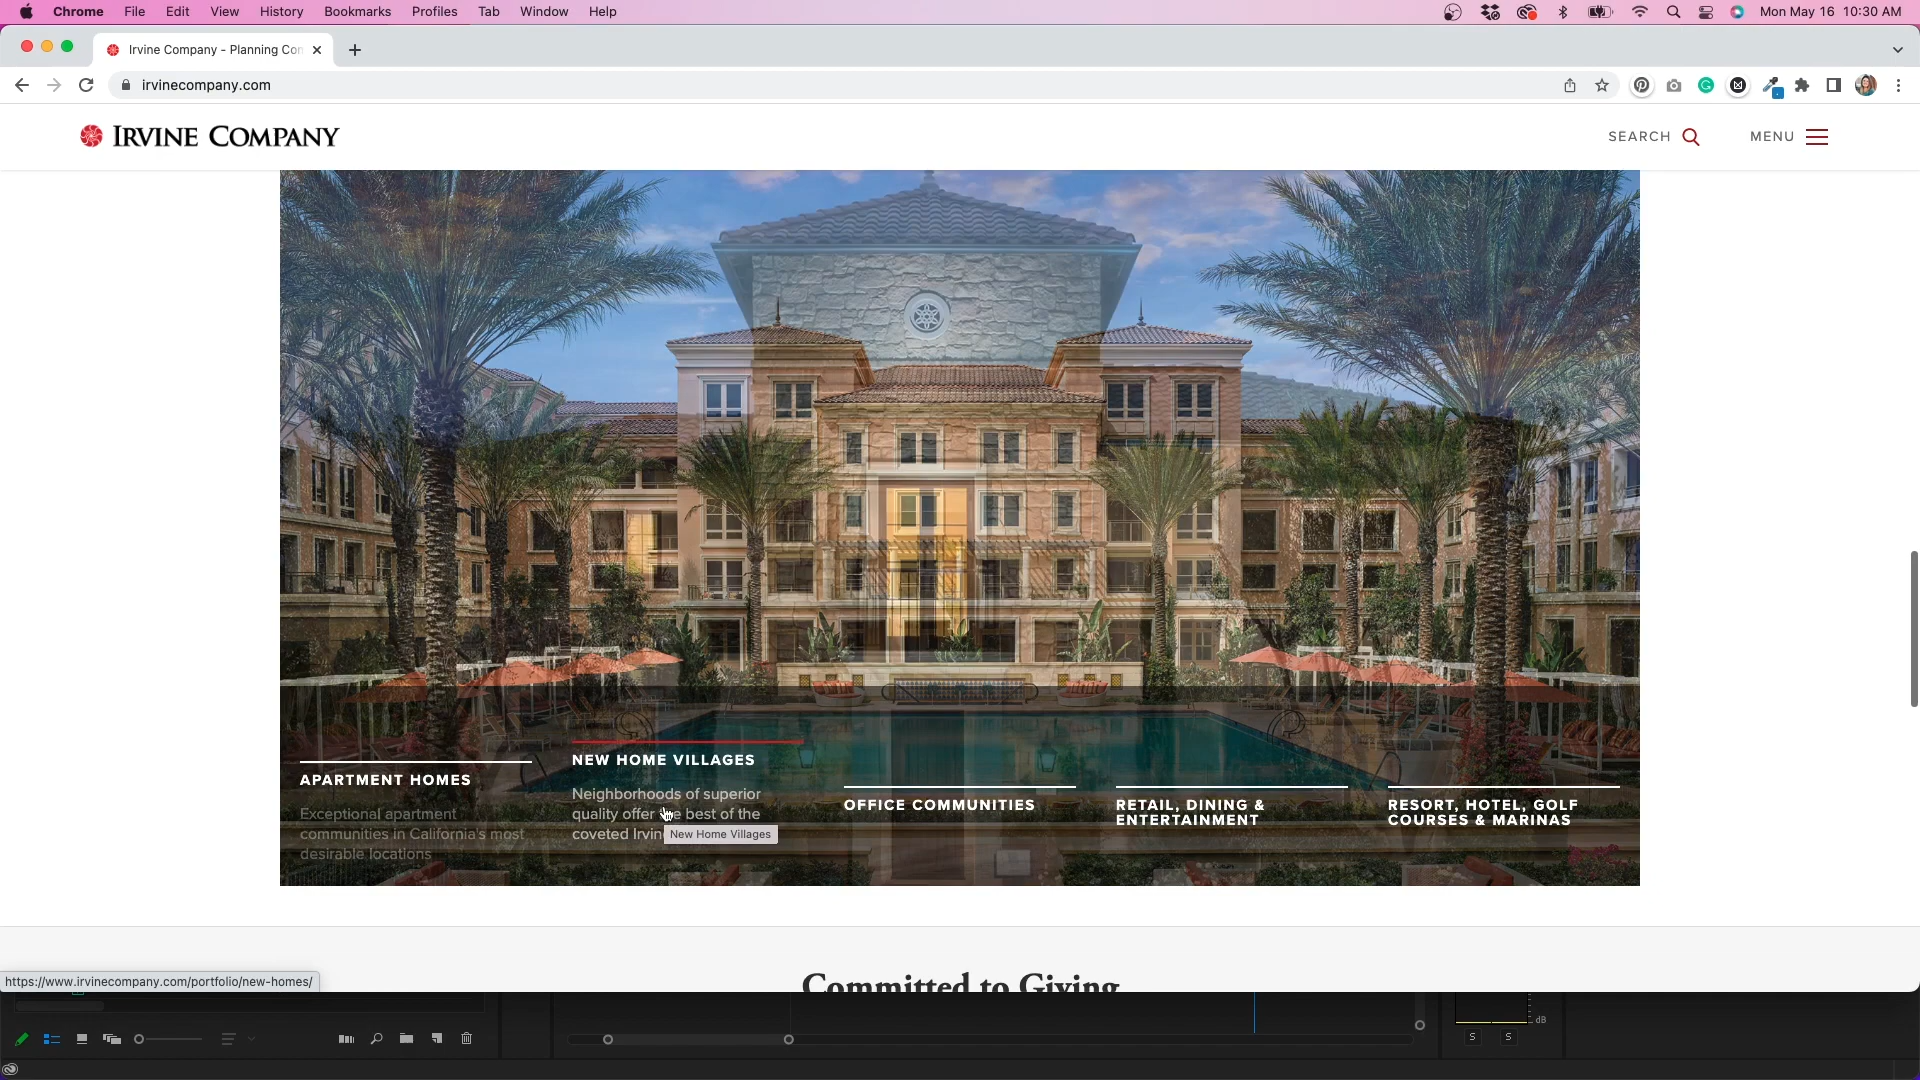 Chrome File Edit View History Bookmarks Profiles Tab Window Help Mon May 16 10:30 AM
Irvine Company - Planning Con
irvinecompany.com
IRVINE COMPANY SEARCH MENU
APARTMENT HOMES
Exceptional apartment
communities in California's most
desirable locations
NEW HOME VILLAGES
Neighborhoods of superior
quality offer the best of the
coveted Irvin
New Home Villages
OFFICE COMMUNITIES
RETAIL, DINING &
ENTERTAINMENT
RESORT, HOTEL, GOLF
COURSES & MARINAS
Committed to Giving
https://www.irvinecompany.com/portfolio/new-homes/
dB
S S